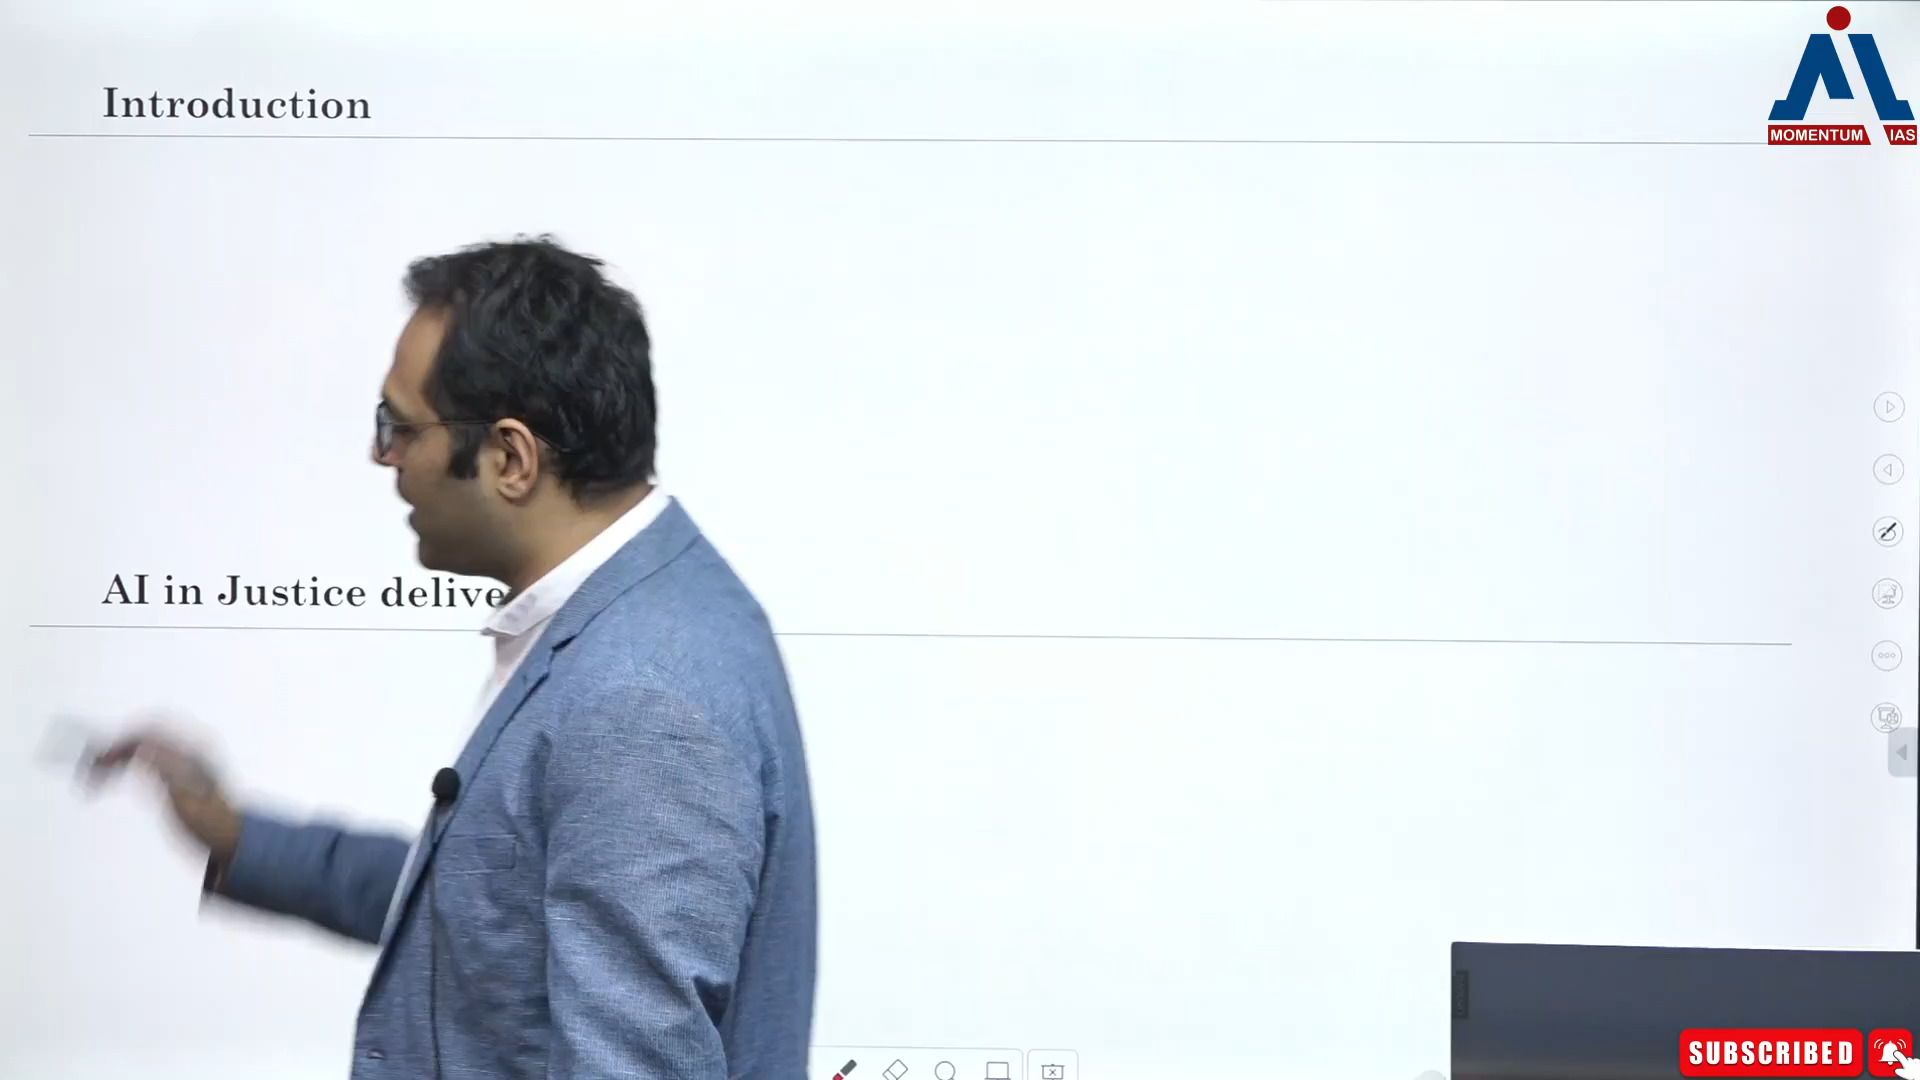 Introduction
MOMENTUM IAS
AI in Justice delive
SUBSCRIBED